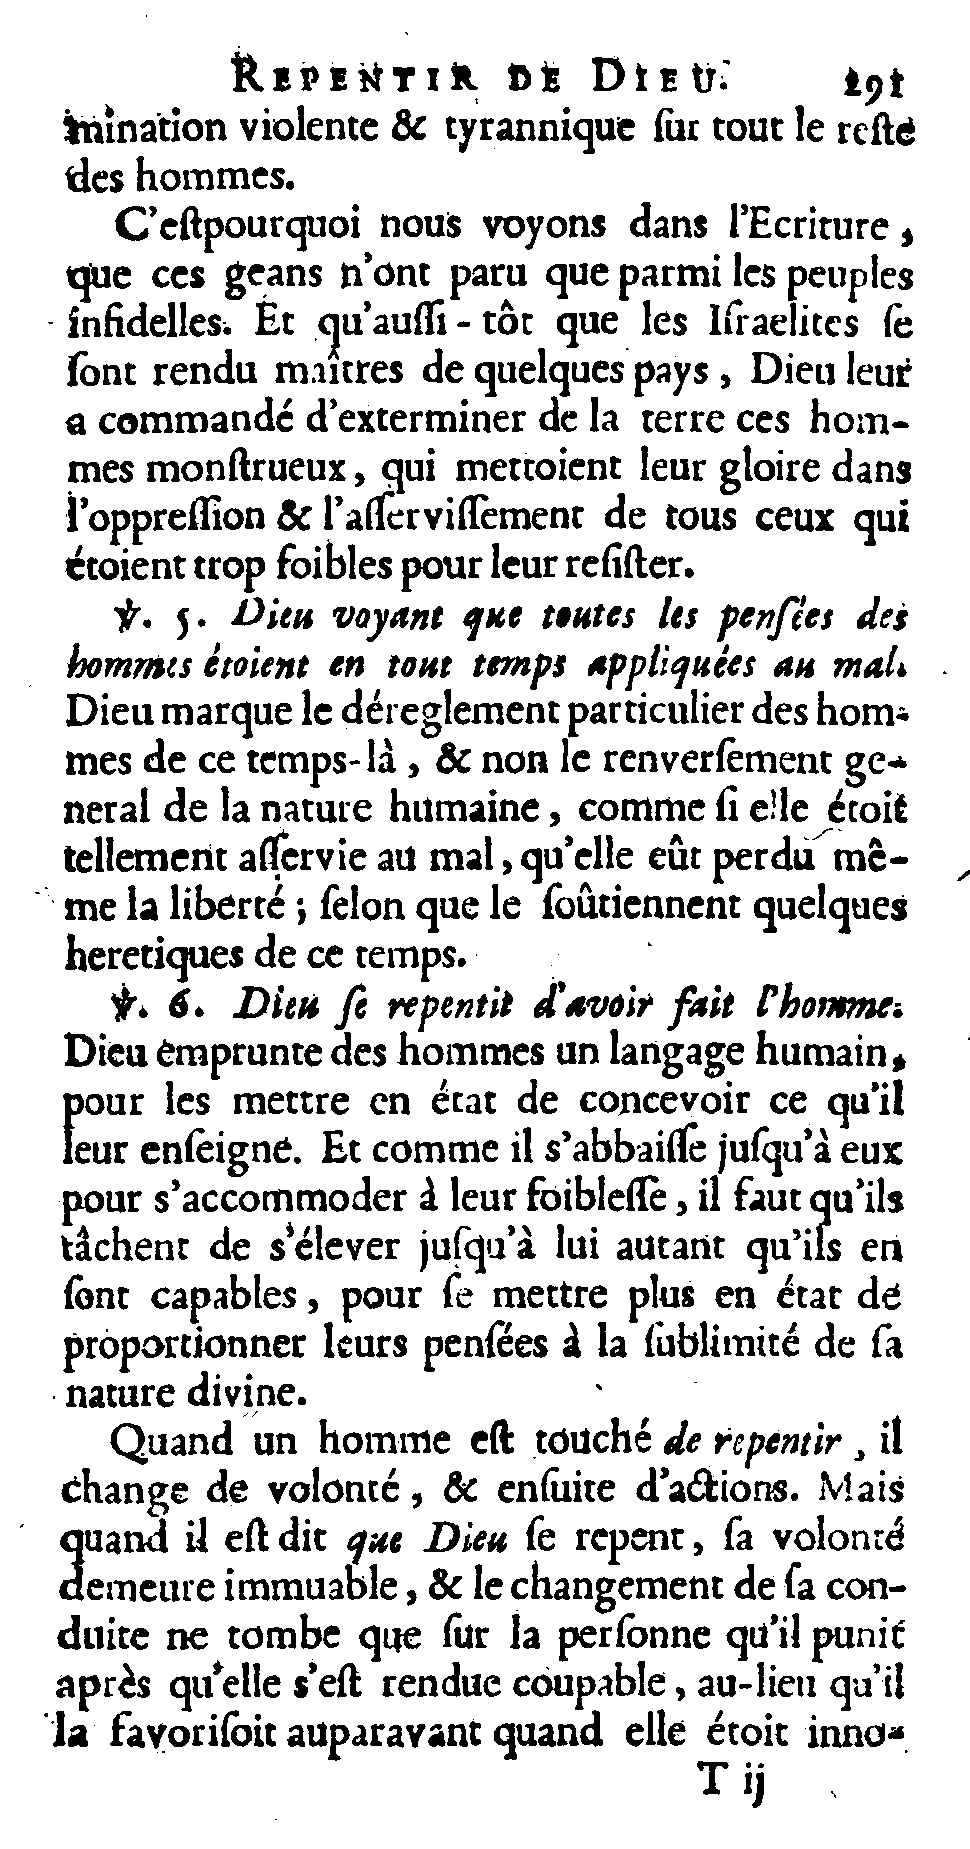 REPENTIR DE DIEU. 291
mination violente & tyrannique ſur tout le reſte
des hommes.
C'eſtpourquoi nous voyons dans l'Ecriture,
que ces geans n'ont paru que parmi les peuples
infidelles. Et qu'auſſi-tôt que les Iſraelites ſe
ſont rendu maîtres de quelques pays, Dieu leur
a commandé d'exterminer de la terre ces hom-
mes monſtrueux, qui mettoient leur gloire dans
l'oppreſſion & l'aſſerviſſement de tous ceux qui
étoient trop foibles pour leur reſiſter.
℣. 5. Dieu voyant que toutes les penſées des
hommes étoient en tout temps appliquées au mal.
Dieu marque le déreglement particulier des hom-
mes de ce temps-là, & non le renverſement ge-
neral de la nature humaine, comme ſi elle étoit
tellement aſſervie au mal, qu'elle eût perdu mê-
me la liberté; ſelon que le ſoûtiennent quelques
heretiques de ce temps.
℣. 6. Dieu ſe repentit d'avoir fait l'homme.
Dieu emprunte des hommes un langage humain,
pour les mettre en état de concevoir ce qu'il
leur enſeigne. Et comme il s'abbaiſſe juſqu'à eux
pour s'accommoder à leur foibleſſe, il faut qu'ils
tâchent de s'élever juſqu'à lui autant qu'ils en
ſont capables, pour ſe mettre plus en état de
proportionner leurs penſées à la ſublimité de ſa
nature divine.
Quand un homme eſt touché de repentir, il
change de volonté, & enſuite d'actions. Mais
quand il eſt dit que Dieu ſe repent, ſa volonté
demeure immuable, & le changement de ſa con-
duite ne tombe que ſur la perſonne qu'il punit
après qu'elle s'eſt rendue coupable, au-lieu qu'il
la favoriſoit auparavant quand elle étoit inno-
T ij